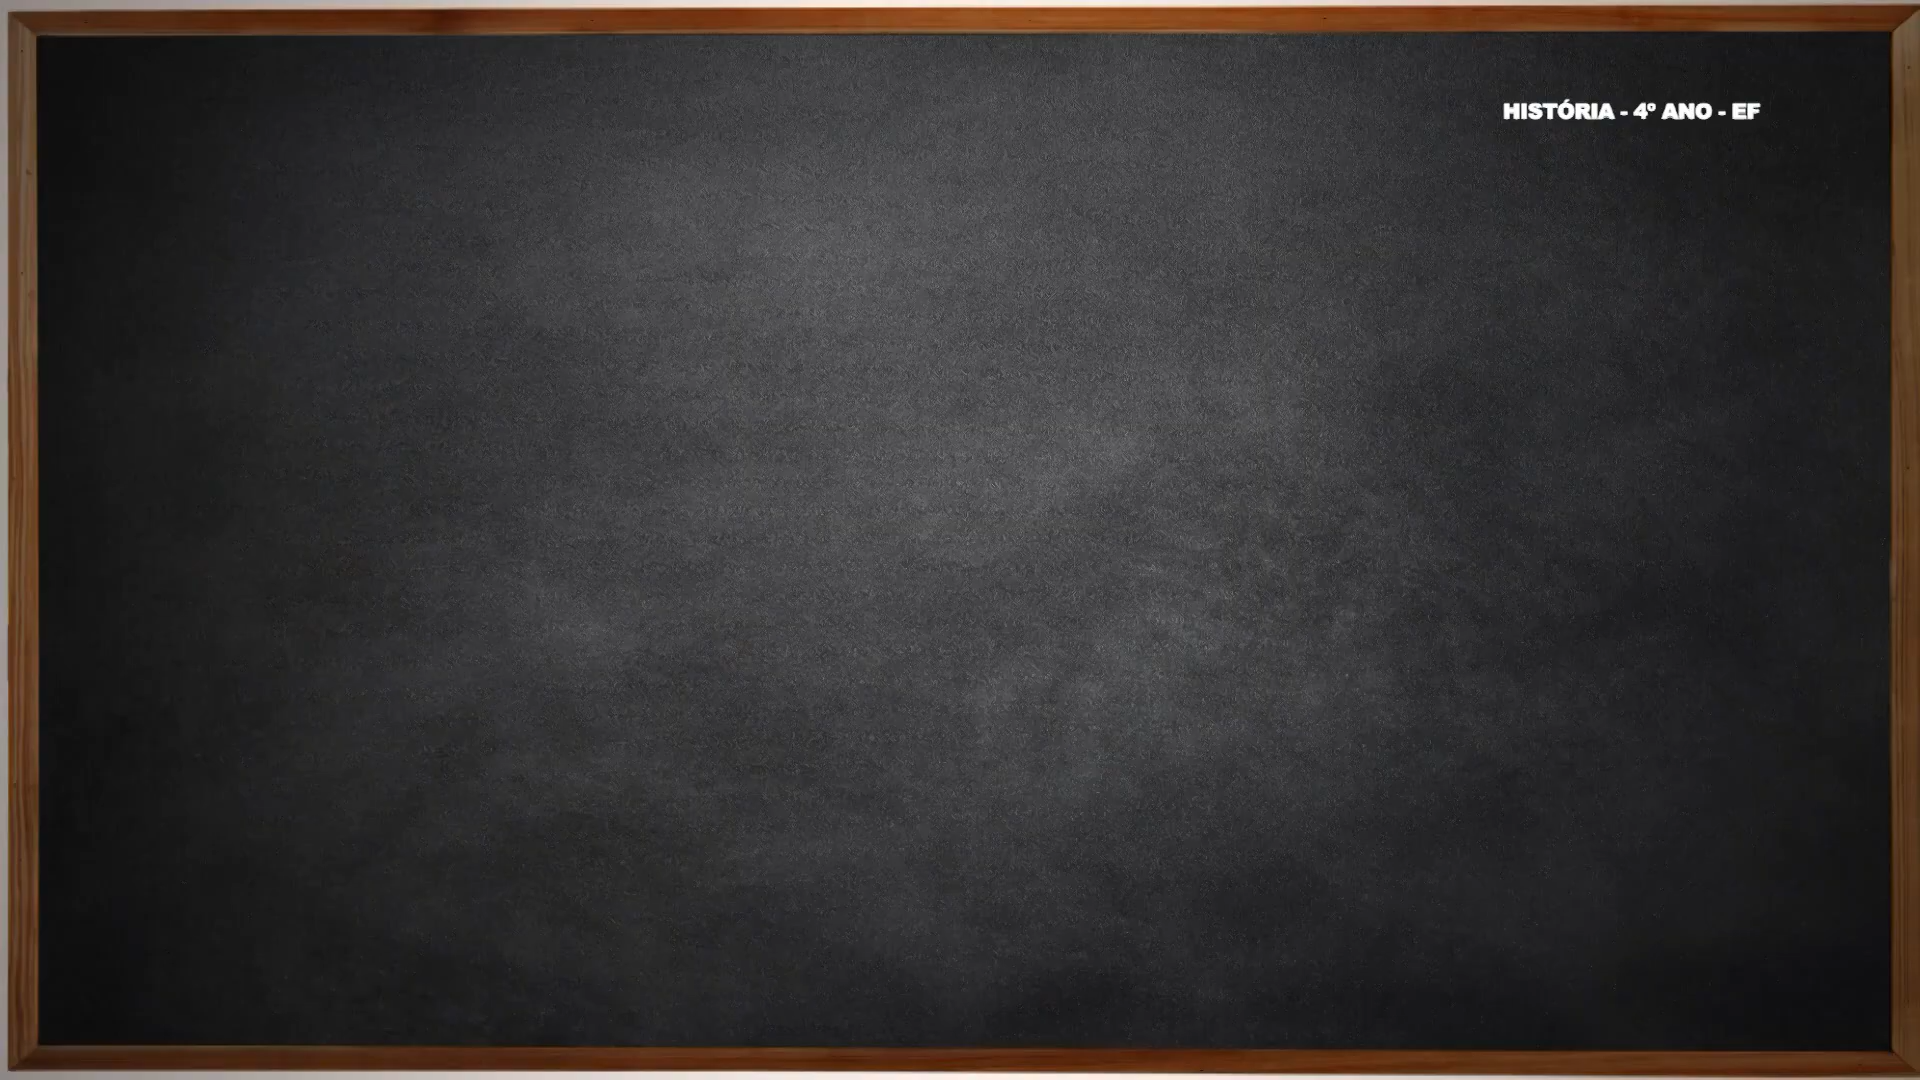 HISTÓRIA - 4º ANO - EF